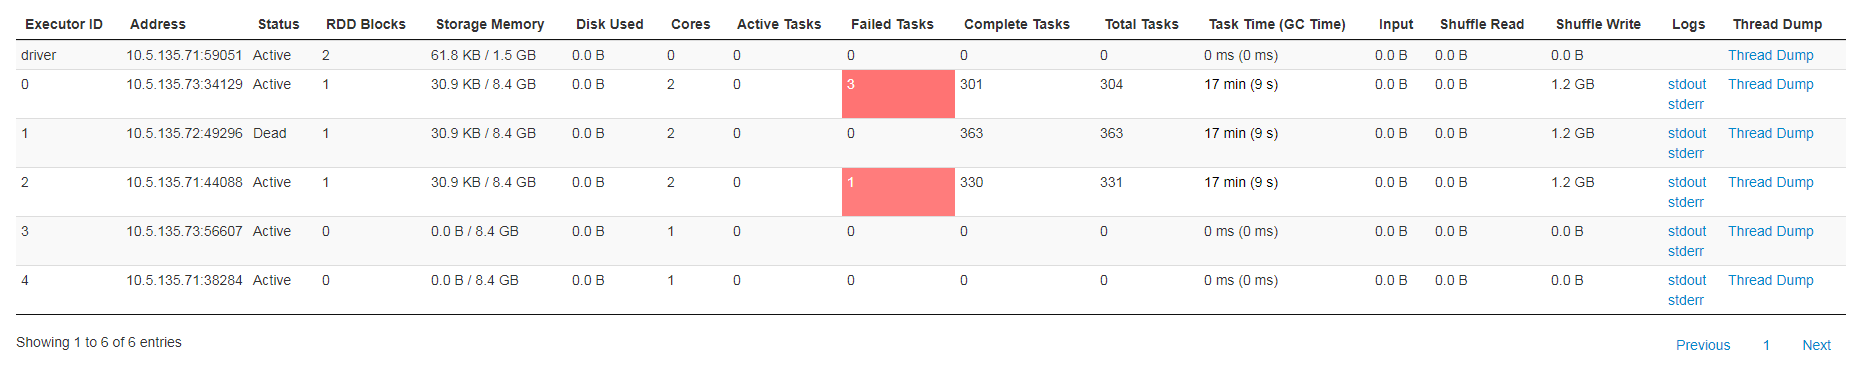 Executor ID Address Status RDD Blocks Storage Memory Disk Used Cores Active Tasks Failed Tasks Complete Tasks Total Tasks Task Time (GC Time) Input Shuffle Read Shuffle Write Logs Thread Dump
driver 10.5.135.71:59051 Active 2 61.8 KB / 1.5 GB 0.0 B 0 0 0 0 0 0 ms (0 ms) 0.0 B 0.0 B 0.0 B Thread Dump
0 10.5.135.73:34129 Active 1 30.9 KB / 8.4 GB 0.0 B 2 0 3 301 304 17 min (9 s) 0.0 B 0.0 B 1.2 GB stdout Thread Dump
stderr
1 10.5.135.72:49296 Dead 1 30.9 KB / 8.4 GB 0.0 B 2 0 0 363 363 17 min (9 s) 0.0 B 0.0 B 1.2 GB stdout Thread Dump
stderr
2 10.5.135.71:44088 Active 1 30.9 KB / 8.4 GB 0.0 B 2 0 1 330 331 17 min (9 s) 0.0 B 0.0 B 1.2 GB stdout Thread Dump
stderr
3 10.5.135.73:56607 Active 0 0.0 B / 8.4 GB 0.0 B 1 0 0 0 0 0 ms (0 ms) 0.0 B 0.0 B 0.0 B stdout Thread Dump
stderr
4 10.5.135.71:38284 Active 0 0.0 B / 8.4 GB 0.0 B 1 0 0 0 0 0 ms (0 ms) 0.0 B 0.0 B 0.0 B stdout Thread Dump
stderr
Showing 1 to 6 of 6 entries
Previous 1 Next